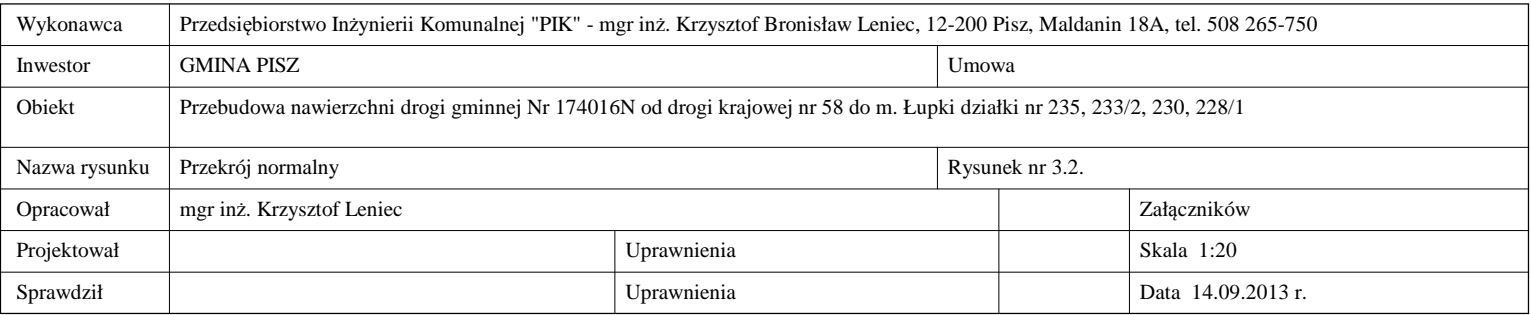 Wykonawca Przedsiębiorstwo Inżynierii Komunalnej "PIK" - mgr inż. Krzysztof Bronisław Leniec, 12-200 Pisz, Maldanin 18A, tel. 508 265-750
Inwestor GMINA PISZ Umowa
Obiekt Przebudowa nawierzchni drogi gminnej Nr 174016N od drogi krajowej nr 58 do m. Łupki działki nr 235, 233/2, 230, 228/1
Nazwa rysunku Przekrój normalny Rysunek nr 3.2.
Opracował mgr inż. Krzysztof Leniec Załączników
Projektował Uprawnienia Skala 1:20
Sprawdził Uprawnienia Data 14.09.2013 r.